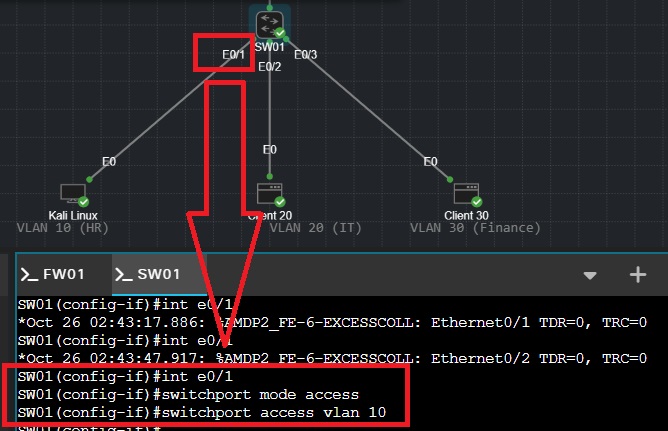 SW01
E0/1
E0/3
E0/2
E0
E0
E0
Kali Linux
Client 20
Client 30
VLAN 10 (HR)
VLAN 20 (IT)
VLAN 30 (Finance)
>_ FW01
>_ SW01
SW01(config-if)#int e0/1
*Oct 26 02:43:17.886: %AMDP2_FE-6-EXCESSCOLL: Ethernet0/1 TDR=0, TRC=0
SW01(config-if)#int e0/1
*Oct 26 02:43:47.917: %AMDP2_FE-6-EXCESSCOLL: Ethernet0/2 TDR=0, TRC=0
SW01(config-if)#int e0/1
SW01(config-if)#switchport mode access
SW01(config-if)#switchport access vlan 10
SW01(config-if)#